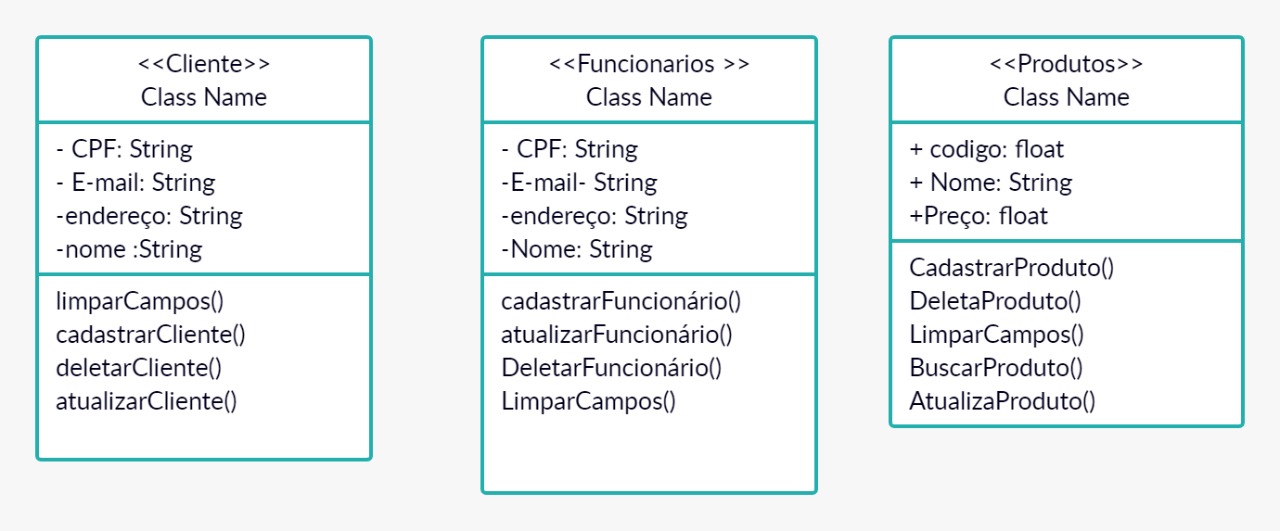 <<Cliente>>
Class Name
- CPF: String
- E-mail: String
-endereço: String
-nome :String
limparCampos()
cadastrarCliente()
deletarCliente()
atualizarCliente()
<<Funcionarios >>
Class Name
- CPF: String
-E-mail- String
-endereço: String
-Nome: String
cadastrarFuncionário()
atualizarFuncionário()
DeletarFuncionário()
LimparCampos()
<<Produtos>>
Class Name
+ codigo: float
+ Nome: String
+Preço: float
CadastrarProduto()
DeletaProduto()
LimparCampos()
BuscarProduto()
AtualizaProduto()